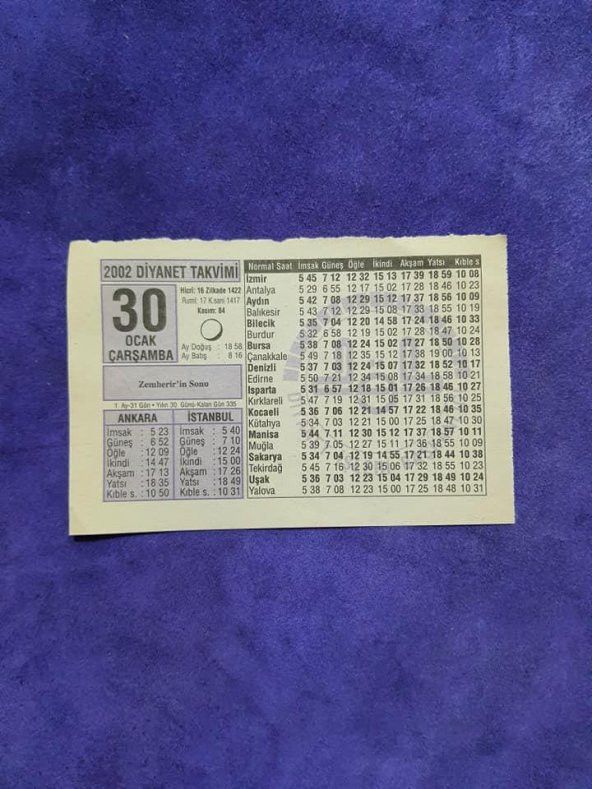 2002 DİYANET TAKVİMİ
30
OCAK
ÇARŞAMBA
Hicri: 16 Zilkade 1422
Rumi: 17 K.sani 1417
Kasım: 84
Ay Doğuş : 18 58
Ay Batış : 8 16
Zemherir'in Sonu
1. Ay-31 Gün • Yılın 30. Günü-Kalan Gün 335
ANKARA
İmsak : 5 23
Güneş : 6 52
Öğle : 12 09
İkindi : 14 47
Akşam : 17 13
Yatsı : 18 35
Kıble s. : 10 50
İSTANBUL
İmsak : 5 40
Güneş : 7 10
Öğle : 12 24
İkindi : 15 00
Akşam : 17 26
Yatsı : 18 49
Kıble s. : 10 31
Normal Saat İmsak Güneş Öğle İkindi Akşam Yatsı Kıble s
İzmir 5 45 7 12 12 32 15 13 17 39 18 59 10 08
Antalya 5 29 6 55 12 17 15 02 17 28 18 46 10 23
Aydın 5 42 7 08 12 29 15 12 17 37 18 56 10 09
Balıkesir 5 43 7 12 12 29 15 08 17 34 18 55 10 18
Bilecik 5 35 7 04 12 20 14 58 17 24 18 46 10 33
Burdur 5 32 6 58 12 19 15 02 17 28 18 47 10 24
Bursa 5 38 7 08 12 24 15 01 17 27 18 50 10 28
Çanakkale 5 49 7 18 12 35 15 12 17 38 19 00 10 13
Denizli 5 37 7 03 12 24 15 07 17 32 18 52 10 17
Edirne 5 50 7 21 12 34 15 08 17 34 18 58 10 21
Isparta 5 31 6 57 12 18 15 01 17 26 18 46 10 27
Kırklareli 5 47 7 19 12 31 15 05 17 31 18 56 10 24
Kocaeli 5 36 7 06 12 21 14 57 17 22 18 46 10 35
Kütahya 5 34 7 03 12 21 15 00 17 25 18 47 10 30
Manisa 5 44 7 11 12 30 15 12 17 37 18 57 10 11
Muğla 5 39 7 05 12 27 15 11 17 36 18 55 10 09
Sakarya 5 34 7 04 12 19 14 55 17 21 18 44 10 38
Tekirdağ 5 45 7 16 12 30 15 06 17 32 18 55 10 23
Uşak 5 36 7 03 12 23 15 04 17 29 18 49 10 24
Yalova 5 38 7 08 12 23 15 00 17 25 18 48 10 31